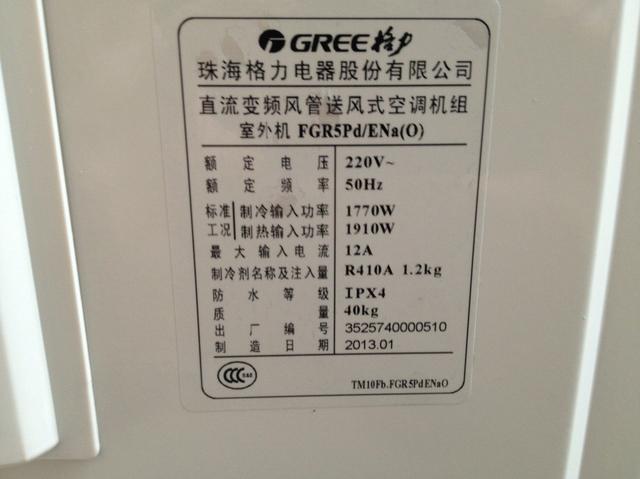 GREE格力
珠海格力电器股份有限公司
直流变频风管送风式空调机组
室外机 FGR5Pd/ENa(O)
额定电压 220V~
额定频率 50Hz
标准工况 制冷输入功率 1770W
制热输入功率 1910W
最大输入电流 12A
制冷剂名称及注入量 R410A 1.2kg
防水等级 IPX4
质量 40kg
出厂编号 3525740000510
制造日期 2013.01
CCC S&E
TM10Fb.FGR5PdENaO